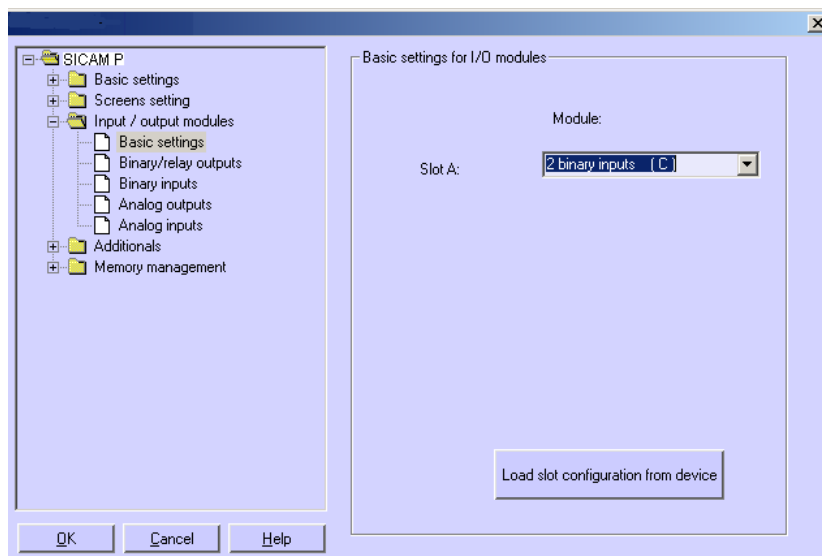 SICAM P
Basic settings
Screens setting
Input / output modules
Basic settings
Binary/relay outputs
Binary inputs
Analog outputs
Analog inputs
Additionals
Memory management
OK
Cancel
Help
Basic settings for I/O modules
Module:
Slot A:
2 binary inputs ( C )
Load slot configuration from device